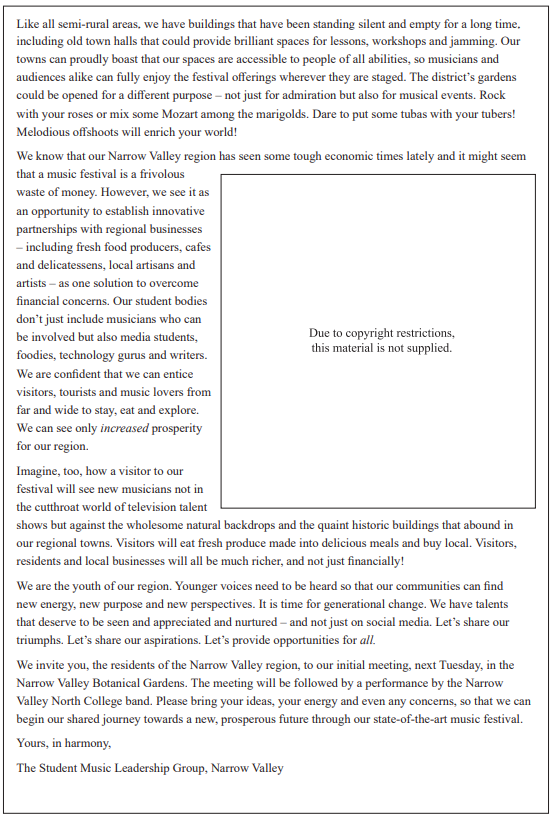 Like all semi-rural areas, we have buildings that have been standing silent and empty for a long time,
including old town halls that could provide brilliant spaces for lessons, workshops and jamming. Our
towns can proudly boast that our spaces are accessible to people of all abilities, so musicians and
audiences alike can fully enjoy the festival offerings wherever they are staged. The district’s gardens
could be opened for a different purpose – not just for admiration but also for musical events. Rock
with your roses or mix some Mozart among the marigolds. Dare to put some tubas with your tubers!
Melodious offshoots will enrich your world!
We know that our Narrow Valley region has seen some tough economic times lately and it might seem
that a music festival is a frivolous
waste of money. However, we see it as
an opportunity to establish innovative
partnerships with regional businesses
– including fresh food producers, cafes
and delicatessens, local artisans and
artists – as one solution to overcome
financial concerns. Our student bodies
don’t just include musicians who can
be involved but also media students,
foodies, technology gurus and writers.
We are confident that we can entice
visitors, tourists and music lovers from
far and wide to stay, eat and explore.
We can see only increased prosperity
for our region.
Due to copyright restrictions,
this material is not supplied.
Imagine, too, how a visitor to our
festival will see new musicians not in
the cutthroat world of television talent
shows but against the wholesome natural backdrops and the quaint historic buildings that abound in
our regional towns. Visitors will eat fresh produce made into delicious meals and buy local. Visitors,
residents and local businesses will all be much richer, and not just financially!
We are the youth of our region. Younger voices need to be heard so that our communities can find
new energy, new purpose and new perspectives. It is time for generational change. We have talents
that deserve to be seen and appreciated and nurtured – and not just on social media. Let’s share our
triumphs. Let’s share our aspirations. Let’s provide opportunities for all.
We invite you, the residents of the Narrow Valley region, to our initial meeting, next Tuesday, in the
Narrow Valley Botanical Gardens. The meeting will be followed by a performance by the Narrow
Valley North College band. Please bring your ideas, your energy and even any concerns, so that we can
begin our shared journey towards a new, prosperous future through our state-of-the-art music festival.
Yours, in harmony,
The Student Music Leadership Group, Narrow Valley